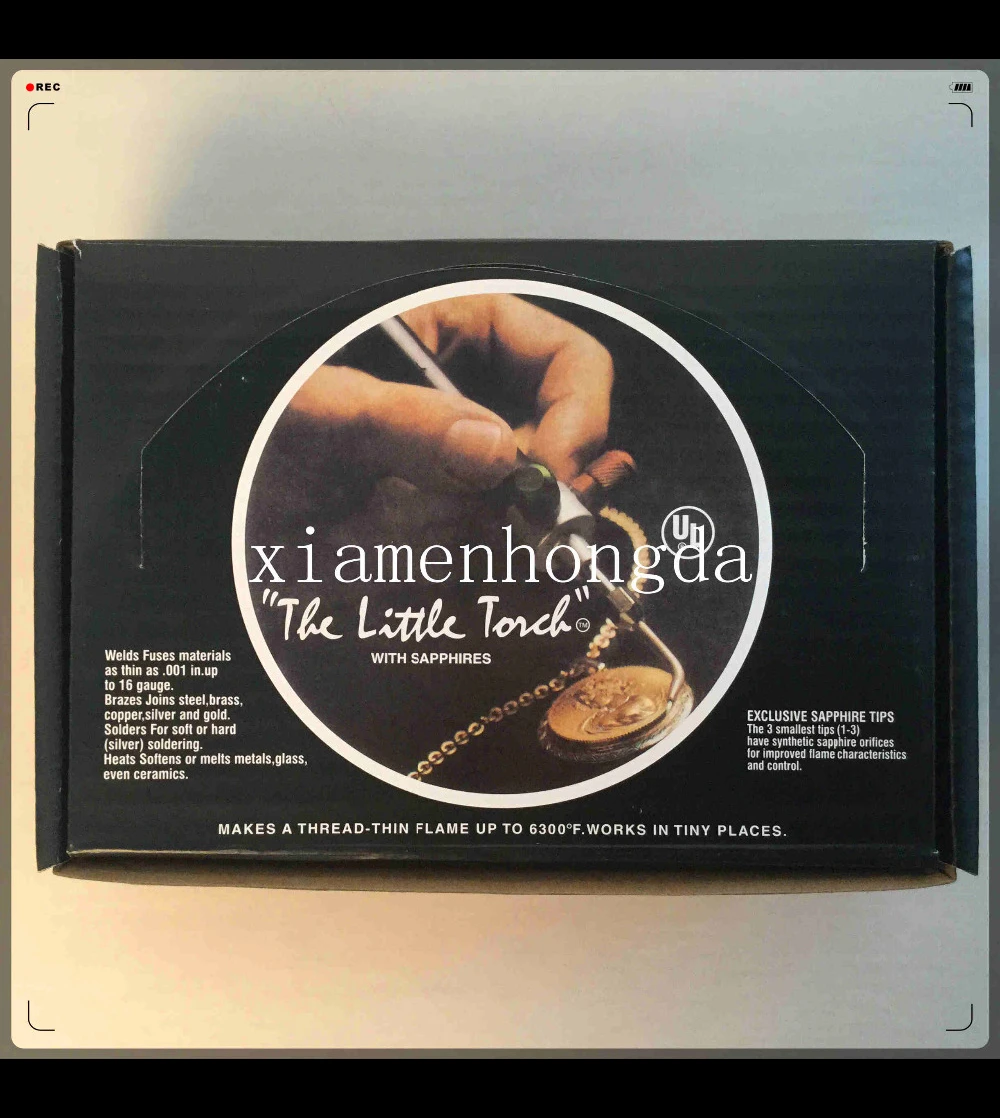 REC
UL
xiamenhongda
"The Little Torch" TM
WITH SAPPHIRES
Welds Fuses materials
as thin as .001 in.up
to 16 gauge.
Brazes Joins steel,brass,
copper,silver and gold.
Solders For soft or hard
(silver) soldering.
Heats Softens or melts metals,glass,
even ceramics.
EXCLUSIVE SAPPHIRE TIPS
The 3 smallest tips (1-3)
have synthetic sapphire orifices
for improved flame characteristics
and control.
MAKES A THREAD-THIN FLAME UP TO 6300°F.WORKS IN TINY PLACES.